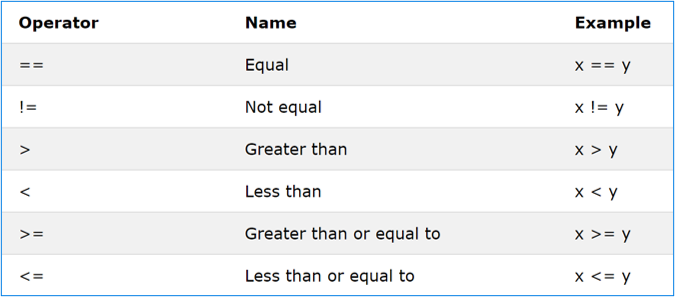 Operator Name Example
== Equal x == y
!= Not equal x != y
> Greater than x > y
< Less than x < y
>= Greater than or equal to x >= y
<= Less than or equal to x <= y